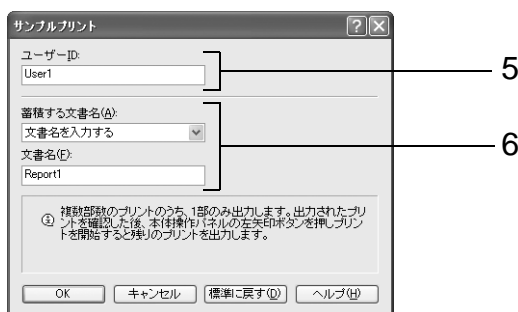 サンプルプリント
ユーザーID:
User1
5
蓄積する文書名(A):
文書名を入力する
6
文書名(F):
Report1
複数部数のプリントのうち、1部のみ出力します。出力されたプリ
ントを確認した後、本体操作パネルの左矢印ボタンを押しプリン
トを開始すると残りのプリントを出力します。
OK キャンセル 標準に戻す(D) ヘルプ(H)